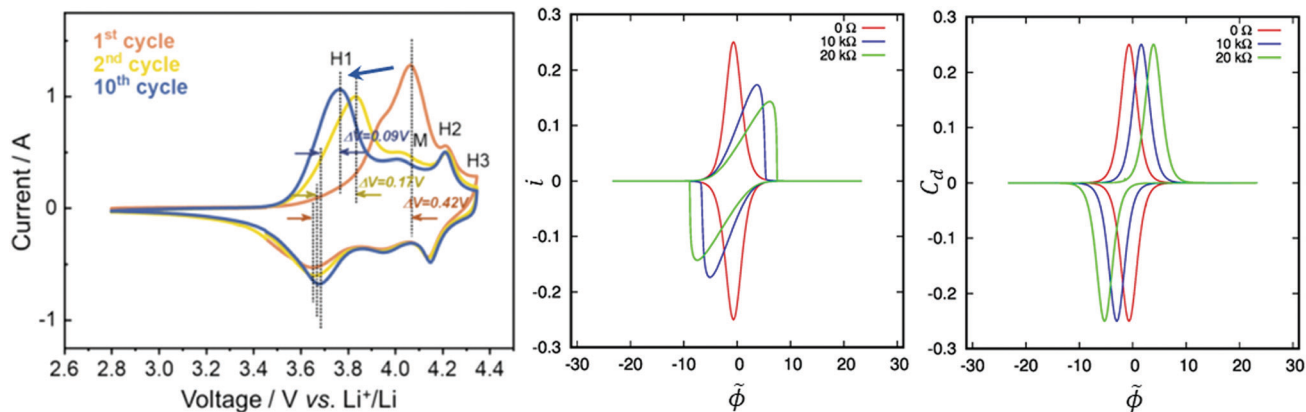 1st cycle
2nd cycle
10th cycle
H1
H2
H3
M
ΔV=0.09V
ΔV=0.17V
ΔV=0.42V
1
0
-1
Current / A
2.6 2.8 3.0 3.2 3.4 3.6 3.8 4.0 4.2 4.4
Voltage / V vs. Li+/Li
0 Ω
10 kΩ
20 kΩ
0.3
0.2
0.1
0
-0.1
-0.2
-0.3
i
-30 -20 -10 0 10 20 30
ϕ̃
0 Ω
10 kΩ
20 kΩ
0.3
0.2
0.1
0
-0.1
-0.2
-0.3
C̃d
-30 -20 -10 0 10 20 30
ϕ̃